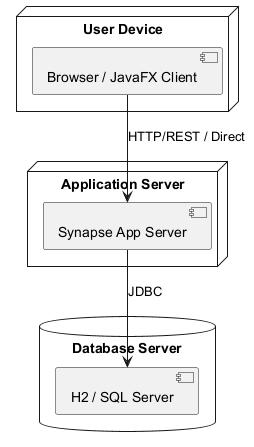 User Device
Browser / JavaFX Client
HTTP/REST / Direct
Application Server
Synapse App Server
JDBC
Database Server
H2 / SQL Server